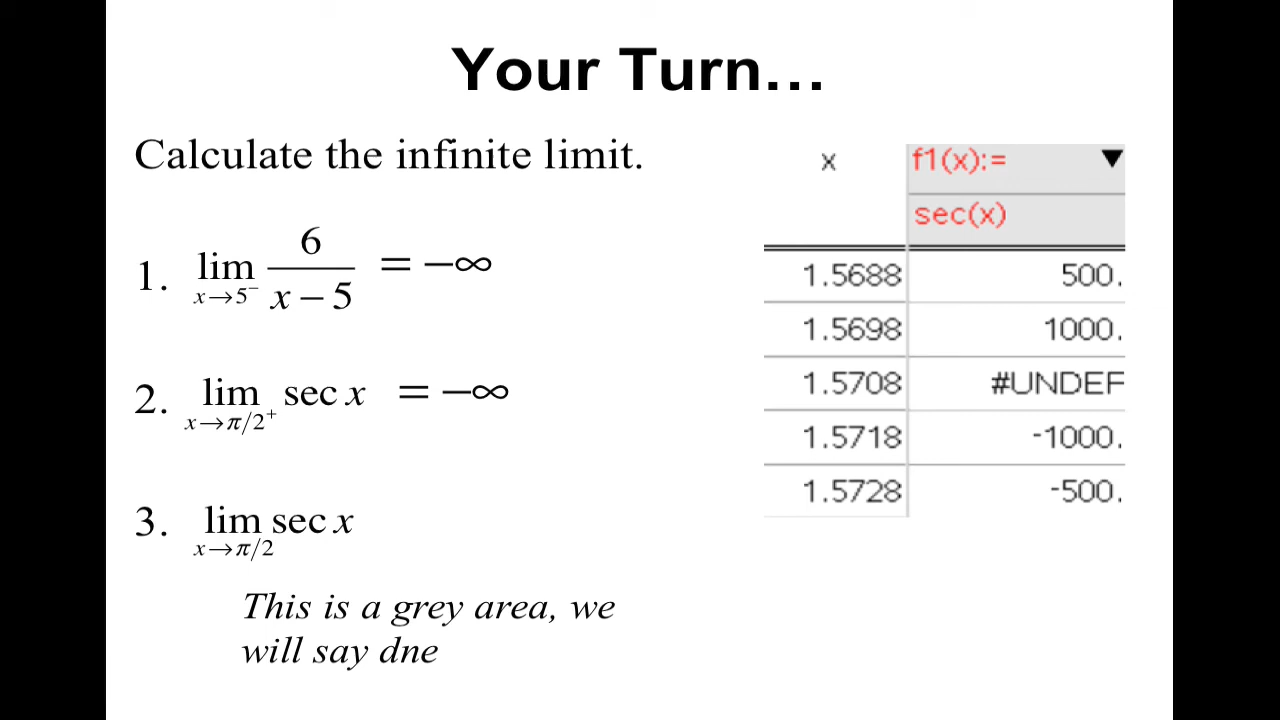 Your Turn…
Calculate the infinite limit.
1. lim x→5⁻ 6/(x − 5) = −∞
2. lim x→π/2⁺ sec x = −∞
3. lim x→π/2 sec x
This is a grey area, we
will say dne
x f1(x):= ▼
sec(x)
1.5688 500.
1.5698 1000.
1.5708 #UNDEF
1.5718 -1000.
1.5728 -500.